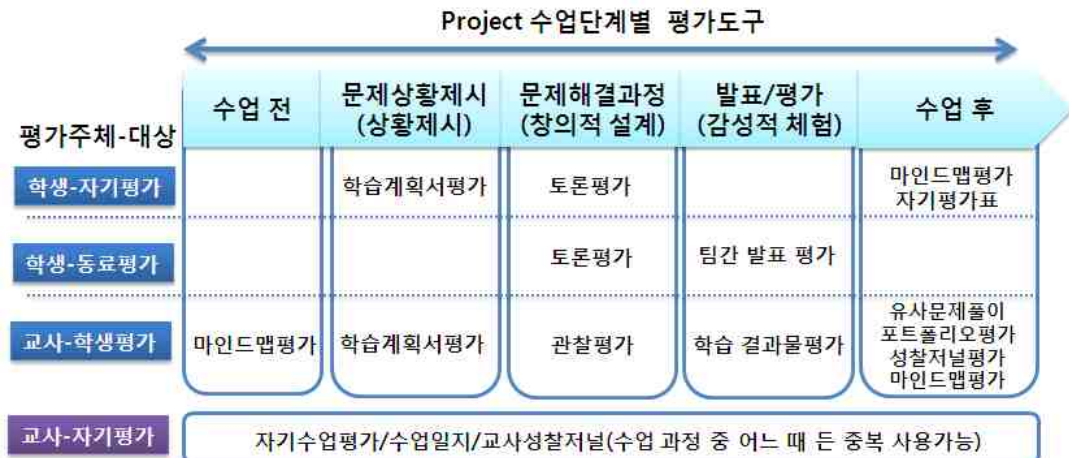 Project 수업단계별 평가도구
평가주체-대상
수업 전
문제상황제시
(상황제시)
문제해결과정
(창의적 설계)
발표/평가
(감성적 체험)
수업 후
학생-자기평가
학습계획서평가
토론평가
마인드맵평가
자기평가표
학생-동료평가
토론평가
팀간 발표 평가
교사-학생평가
마인드맵평가
학습계획서평가
관찰평가
학습 결과물평가
유사문제풀이
포트폴리오평가
성찰저널평가
마인드맵평가
교사-자기평가
자기수업평가/수업일지/교사성찰저널(수업 과정 중 어느 때 든 중복 사용가능)